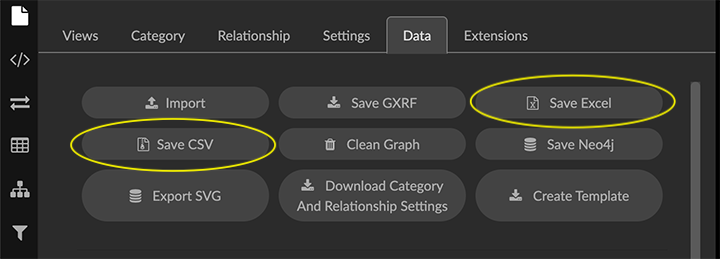 Views Category Relationship Settings Data Extensions
Import Save GXRF Save Excel
Save CSV Clean Graph Save Neo4j
Export SVG Download Category And Relationship Settings Create Template